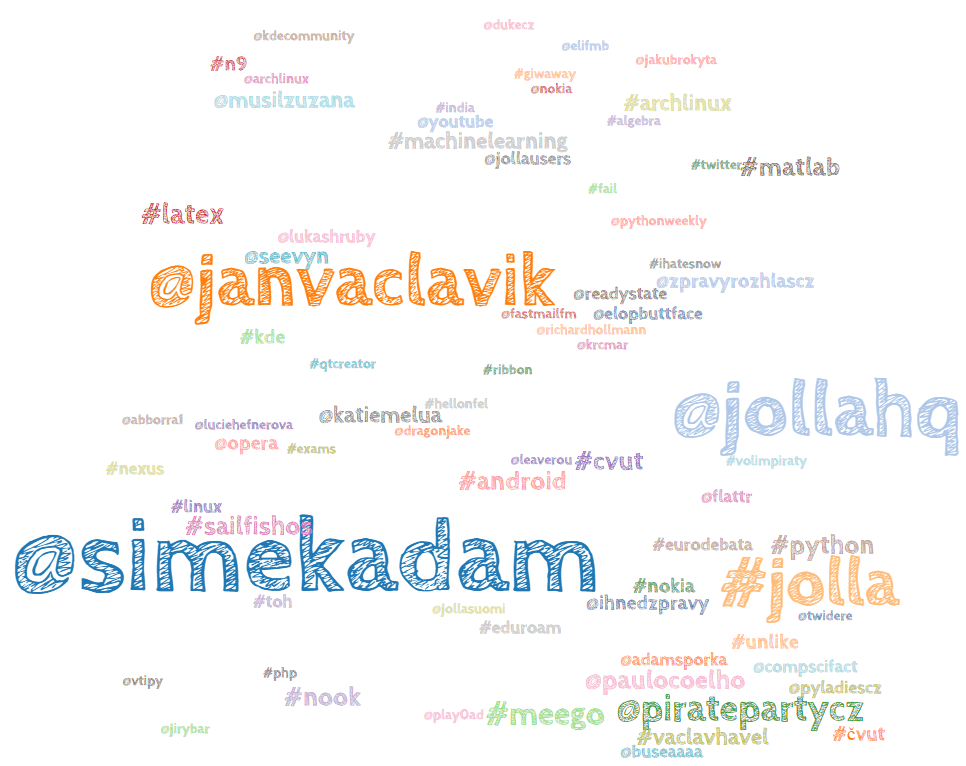 @dukecz
@kdecommunity
@elifmb
#n9
@jakubrokyta
@archlinux
#giwaway
@nokia
@musilzuzana
#archlinux
#india
@youtube
#algebra
#machinelearning
@jollausers
#twitter
#matlab
#fail
#latex
@pythonweekly
@lukashruby
@seevyn
#ihatesnow
@janvaclavik
@zpravyrozhlascz
@readystate
@fastmailfm
@elopbuttface
@richardhollmann
#kde
@krcmar
#qtcreator
#ribbon
#hellonfel
@jollahq
@katiemelua
@abborra1
@luciehefnerova
@dragonjake
@opera
#exams
@leaverou
#cvut
@volimpiraty
#nexus
#android
@flattr
#linux
#sailfishos
@simekadam
#eurodebata
#python
#jolla
#nokia
#toh
@ihnedzpravy
@jollasuomi
@twidere
#eduroam
#unlike
@adamsporka
@compscifact
#php
@vtipy
@paulocoelho
@pyladiescz
#nook
@piratepartycz
@play0ad
#meego
@jirybar
#vaclavhavel
#čvut
@buseaaaa